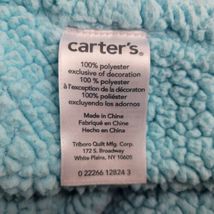 carter's®
100% polyester
exclusive of decoration
100% polyester
à l'exception de la décoration
100% poliéster
excluyendo los adornos
Made in China
Fabriqué en Chine
Hecho en China
Triboro Quilt Mfg. Corp.
172 S. Broadway
White Plains, NY 10605
0 22266 12824 3